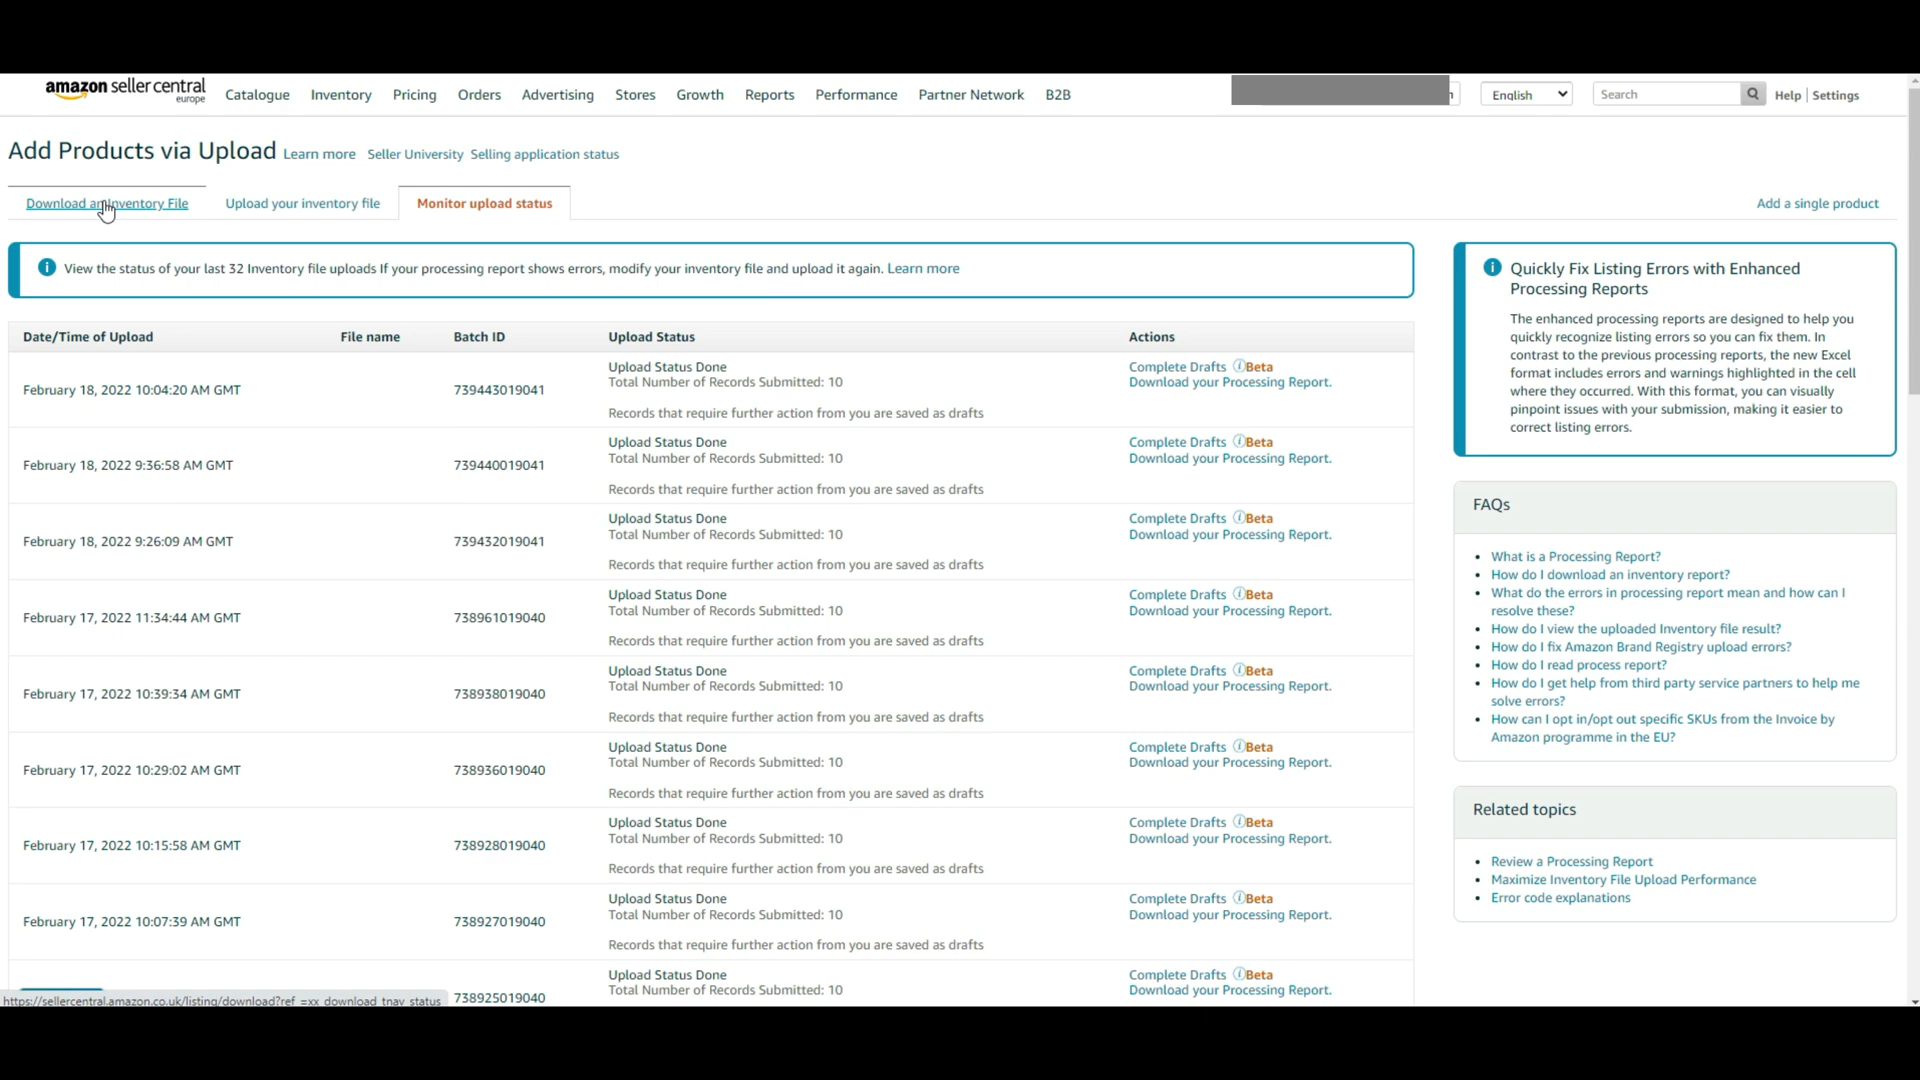 amazon seller central
europe
Catalogue Inventory Pricing Orders Advertising Stores Growth Reports Performance Partner Network B2B
English
Search
Help | Settings
Add Products via Upload Learn more Seller University Selling application status
Download an Inventory File Upload your inventory file Monitor upload status Add a single product
View the status of your last 32 Inventory file uploads If your processing report shows errors, modify your inventory file and upload it again. Learn more
Date/Time of Upload File name Batch ID Upload Status Actions
February 18, 2022 10:04:20 AM GMT 739443019041
Upload Status Done
Total Number of Records Submitted: 10
Records that require further action from you are saved as drafts
Complete Drafts Beta
Download your Processing Report.
February 18, 2022 9:36:58 AM GMT 739440019041
Upload Status Done
Total Number of Records Submitted: 10
Records that require further action from you are saved as drafts
Complete Drafts Beta
Download your Processing Report.
February 18, 2022 9:26:09 AM GMT 739432019041
Upload Status Done
Total Number of Records Submitted: 10
Records that require further action from you are saved as drafts
Complete Drafts Beta
Download your Processing Report.
February 17, 2022 11:34:44 AM GMT 738961019040
Upload Status Done
Total Number of Records Submitted: 10
Records that require further action from you are saved as drafts
Complete Drafts Beta
Download your Processing Report.
February 17, 2022 10:39:34 AM GMT 738938019040
Upload Status Done
Total Number of Records Submitted: 10
Records that require further action from you are saved as drafts
Complete Drafts Beta
Download your Processing Report.
February 17, 2022 10:29:02 AM GMT 738936019040
Upload Status Done
Total Number of Records Submitted: 10
Records that require further action from you are saved as drafts
Complete Drafts Beta
Download your Processing Report.
February 17, 2022 10:15:58 AM GMT 738928019040
Upload Status Done
Total Number of Records Submitted: 10
Records that require further action from you are saved as drafts
Complete Drafts Beta
Download your Processing Report.
February 17, 2022 10:07:39 AM GMT 738927019040
Upload Status Done
Total Number of Records Submitted: 10
Records that require further action from you are saved as drafts
Complete Drafts Beta
Download your Processing Report.
738925019040
Upload Status Done
Total Number of Records Submitted: 10
Complete Drafts Beta
Download your Processing Report.
https://sellercentral.amazon.co.uk/listing/download?ref_=xx_download_tnav_status
Quickly Fix Listing Errors with Enhanced
Processing Reports
The enhanced processing reports are designed to help you
quickly recognize listing errors so you can fix them. In
contrast to the previous processing reports, the new Excel
format includes errors and warnings highlighted in the cell
where they occurred. With this format, you can visually
pinpoint issues with your submission, making it easier to
correct listing errors.
FAQs
• What is a Processing Report?
• How do I download an inventory report?
• What do the errors in processing report mean and how can I
resolve these?
• How do I view the uploaded Inventory file result?
• How do I fix Amazon Brand Registry upload errors?
• How do I read process report?
• How do I get help from third party service partners to help me
solve errors?
• How can I opt in/opt out specific SKUs from the Invoice by
Amazon programme in the EU?
Related topics
• Review a Processing Report
• Maximize Inventory File Upload Performance
• Error code explanations